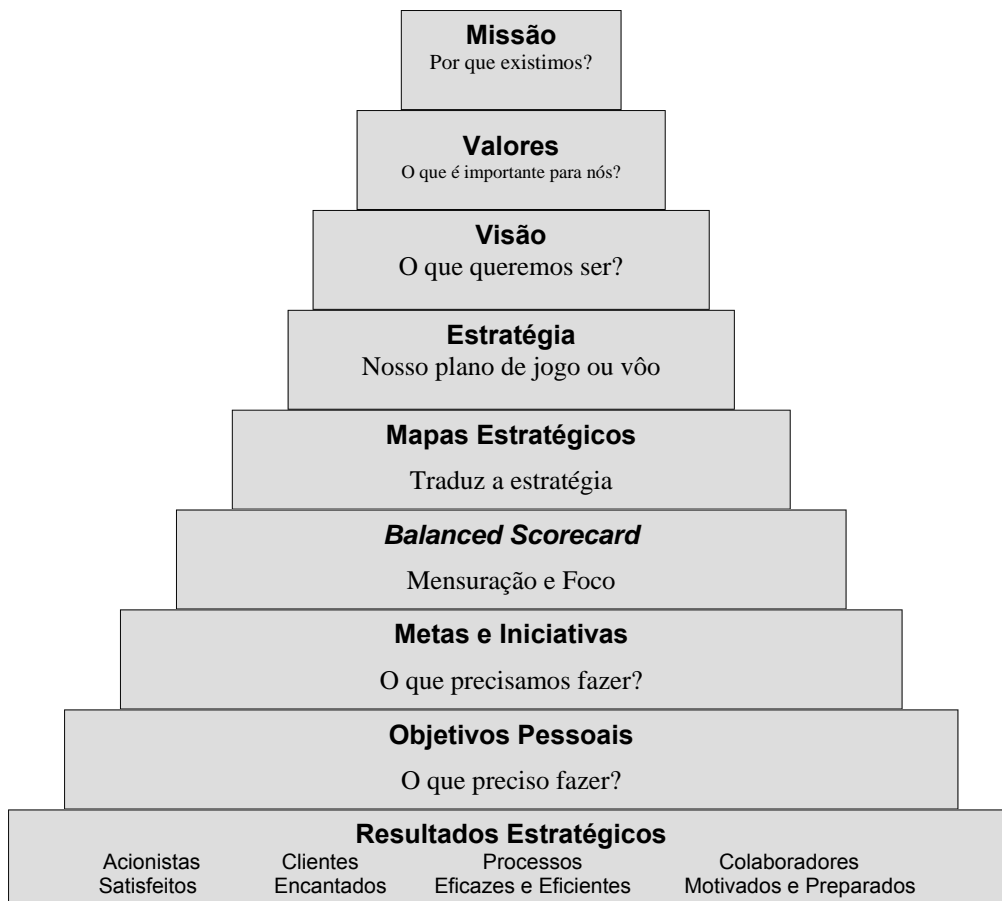 Missão
Por que existimos?
Valores
O que é importante para nós?
Visão
O que queremos ser?
Estratégia
Nosso plano de jogo ou vôo
Mapas Estratégicos
Traduz a estratégia
Balanced Scorecard
Mensuração e Foco
Metas e Iniciativas
O que precisamos fazer?
Objetivos Pessoais
O que preciso fazer?
Resultados Estratégicos
Acionistas Clientes Processos Colaboradores
Satisfeitos Encantados Eficazes e Eficientes Motivados e Preparados